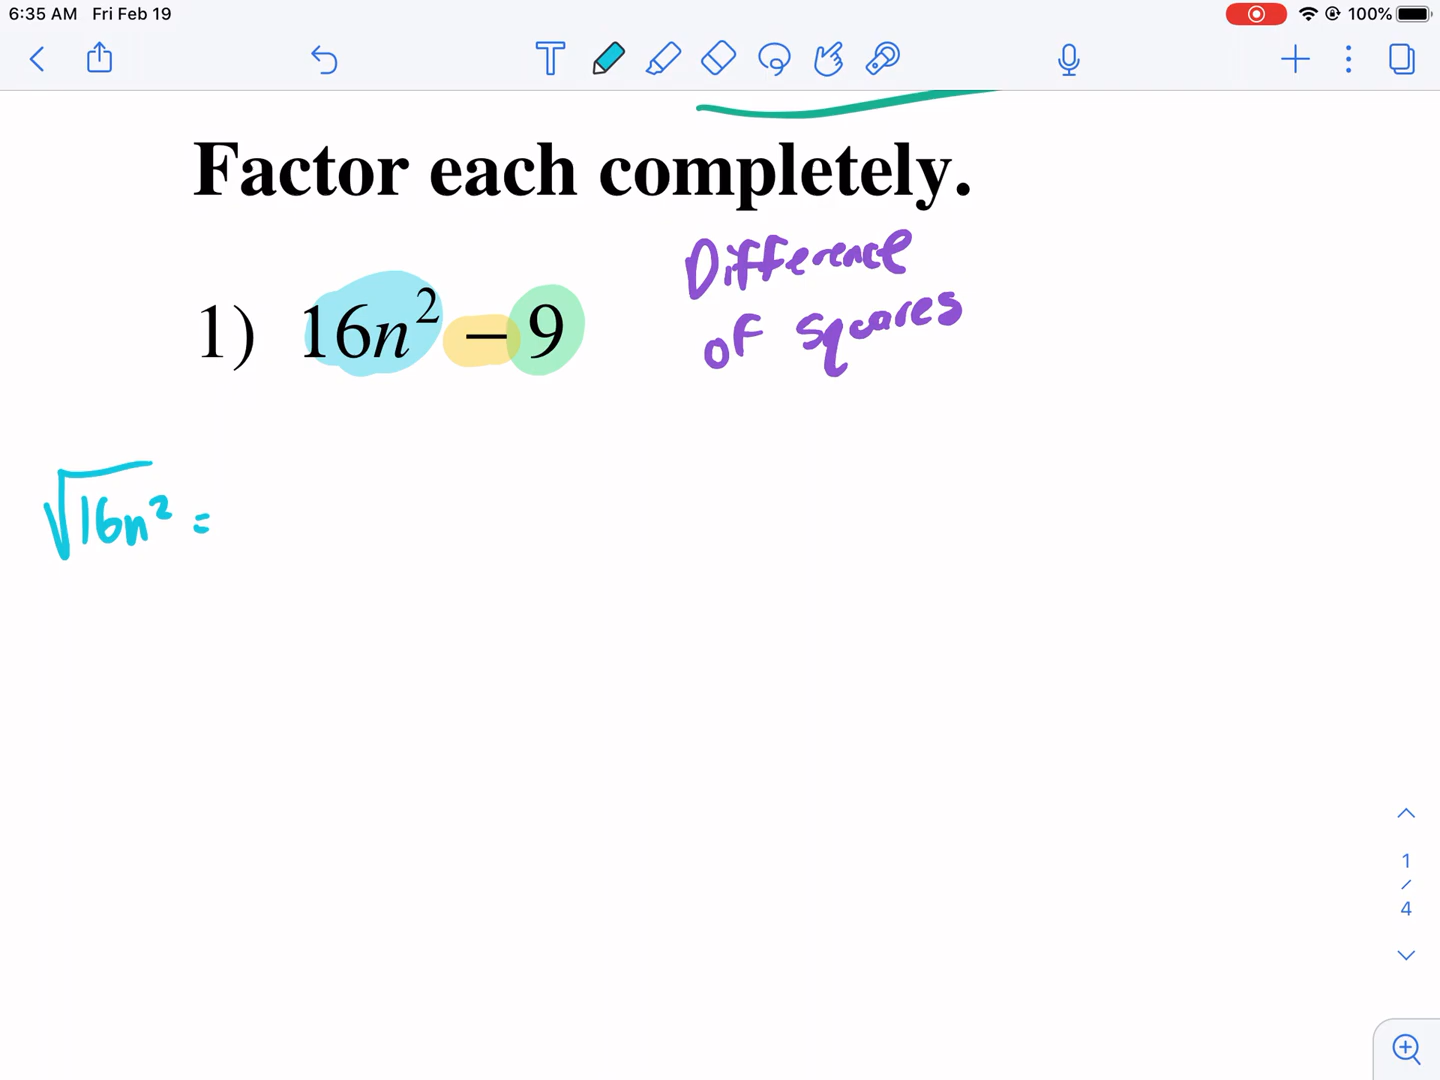 6:35 AM Fri Feb 19
100%
T
Factor each completely.
Difference
of squares
1) 16n² – 9
√16n² =
1
/
4